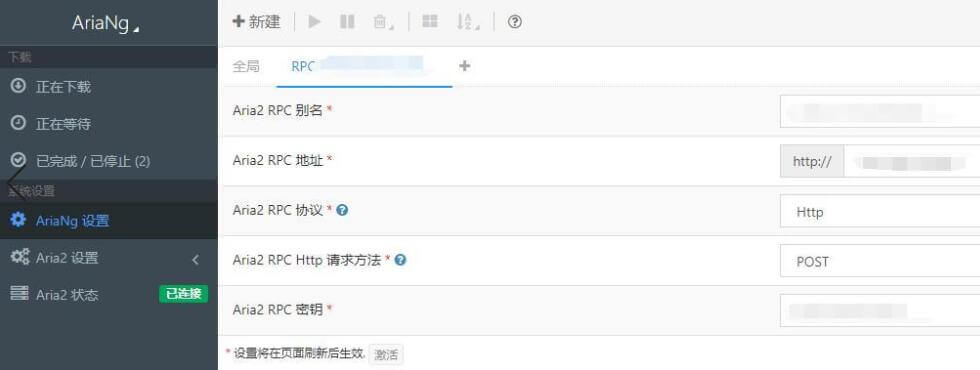 AriaNg
新建
下载
正在下载
正在等待
已完成 / 已停止 (2)
系统设置
AriaNg 设置
Aria2 设置
Aria2 状态 已连接
全局 RPC
Aria2 RPC 别名 *
Aria2 RPC 地址 * http://
Aria2 RPC 协议 * Http
Aria2 RPC Http 请求方法 * POST
Aria2 RPC 密钥 *
* 设置将在页面刷新后生效. 激活